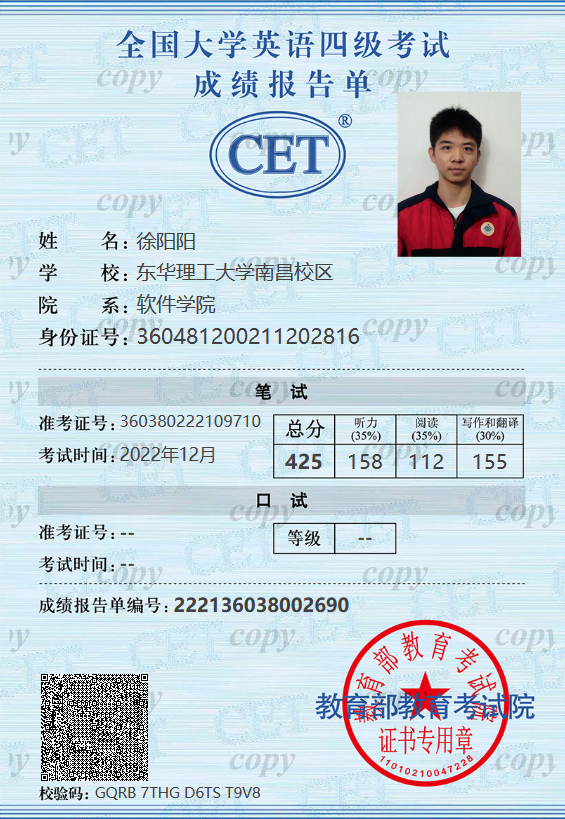 全国大学英语四级考试
成绩报告单
CET®
姓 名：徐阳阳
学 校：东华理工大学南昌校区
院 系：软件学院
身份证号：360481200211202816
笔 试
准考证号：360380222109710
考试时间：2022年12月
总分 听力(35%) 阅读(35%) 写作和翻译(30%)
425 158 112 155
口 试
准考证号：--
考试时间：--
等级 --
成绩报告单编号：222136038002690
教育部教育考试院
教育部教育考试院
证书专用章
11010210047228
校验码：GQRB 7THG D6TS T9V8
copy